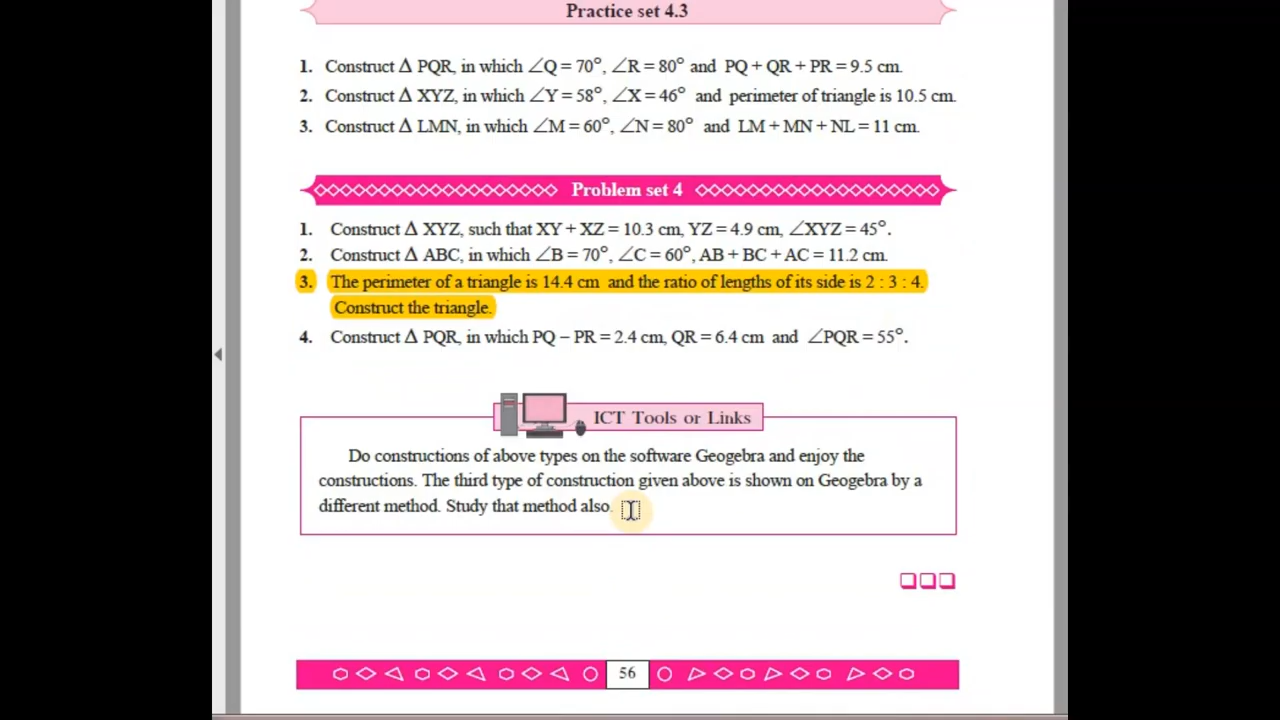 Practice set 4.3
1. Construct Δ PQR, in which ∠Q = 70°, ∠R = 80° and PQ + QR + PR = 9.5 cm.
2. Construct Δ XYZ, in which ∠Y = 58°, ∠X = 46° and perimeter of triangle is 10.5 cm.
3. Construct Δ LMN, in which ∠M = 60°, ∠N = 80° and LM + MN + NL = 11 cm.
Problem set 4
1. Construct Δ XYZ, such that XY + XZ = 10.3 cm, YZ = 4.9 cm, ∠XYZ = 45°.
2. Construct Δ ABC, in which ∠B = 70°, ∠C = 60°, AB + BC + AC = 11.2 cm.
3. The perimeter of a triangle is 14.4 cm and the ratio of lengths of its side is 2 : 3 : 4.
Construct the triangle.
4. Construct Δ PQR, in which PQ − PR = 2.4 cm, QR = 6.4 cm and ∠PQR = 55°.
ICT Tools or Links
Do constructions of above types on the software Geogebra and enjoy the
constructions. The third type of construction given above is shown on Geogebra by a
different method. Study that method also.
56